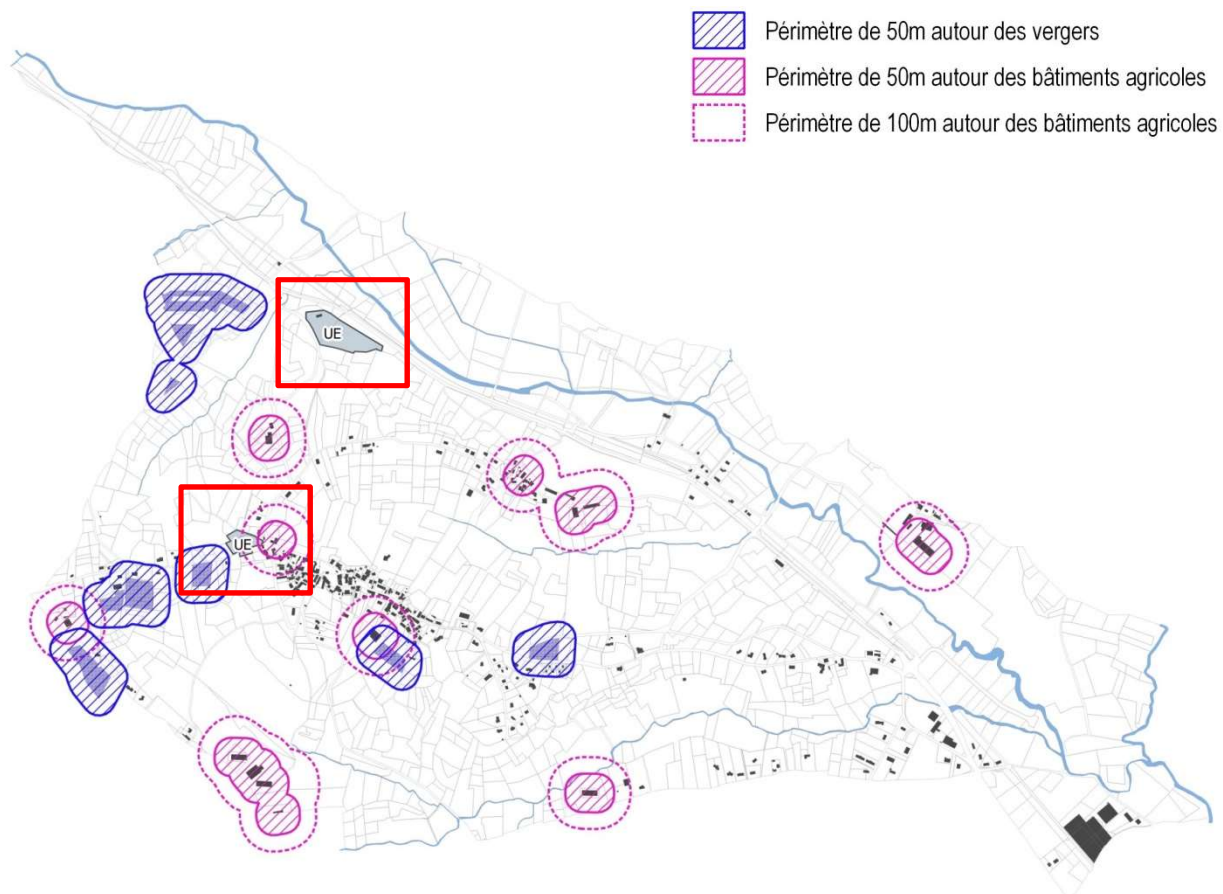 Périmètre de 50m autour des vergers
Périmètre de 50m autour des bâtiments agricoles
Périmètre de 100m autour des bâtiments agricoles
UE
UE